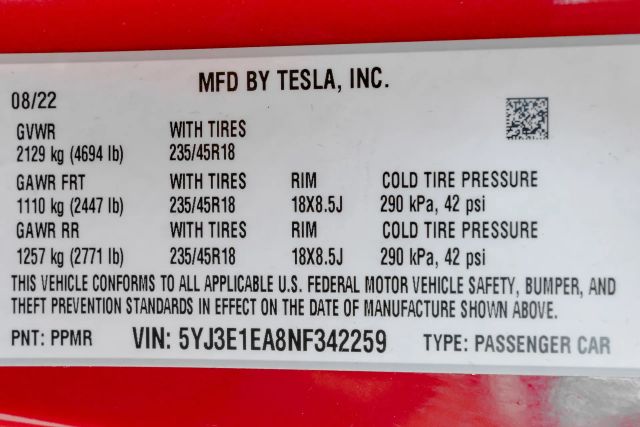 MFD BY TESLA, INC.
08/22
GVWR WITH TIRES
2129 kg (4694 lb) 235/45R18
GAWR FRT WITH TIRES RIM COLD TIRE PRESSURE
1110 kg (2447 lb) 235/45R18 18X8.5J 290 kPa, 42 psi
GAWR RR WITH TIRES RIM COLD TIRE PRESSURE
1257 kg (2771 lb) 235/45R18 18X8.5J 290 kPa, 42 psi
THIS VEHICLE CONFORMS TO ALL APPLICABLE U.S. FEDERAL MOTOR VEHICLE SAFETY, BUMPER, AND
THEFT PREVENTION STANDARDS IN EFFECT ON THE DATE OF MANUFACTURE SHOWN ABOVE.
PNT: PPMR VIN: 5YJ3E1EA8NF342259 TYPE: PASSENGER CAR